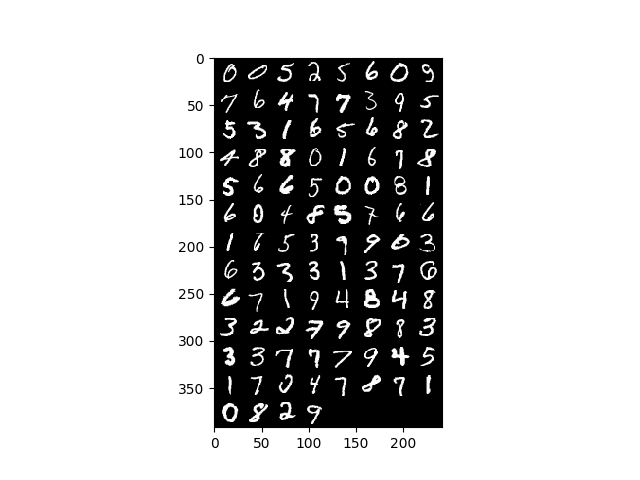 0
0 0 5 2 5 6 0 9
50
7 6 4 7 7 3 9 5
5 3 1 6 5 6 8 2
100
4 8 8 0 1 6 7 8
5 6 6 5 0 0 8 1
150
6 0 4 8 5 7 6 6
200
1 6 5 3 9 9 0 3
6 3 3 3 1 3 7 6
250
6 7 1 9 4 8 4 8
3 2 2 7 9 8 8 3
300
3 3 7 7 7 9 4 5
350
1 7 0 4 7 8 7 1
0 8 2 9
0 50 100 150 200